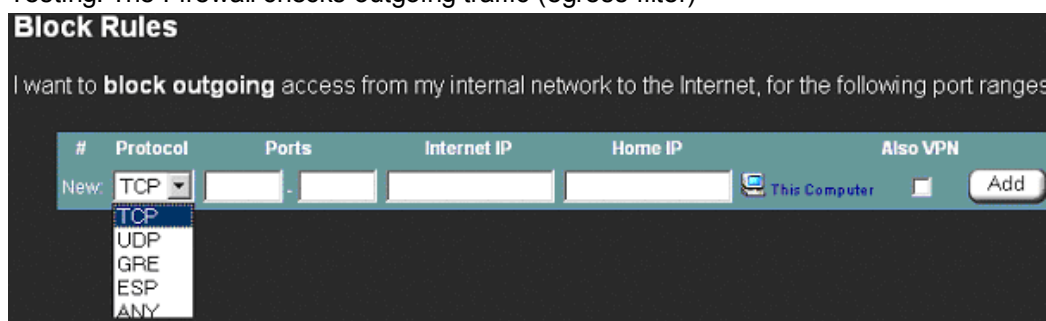 Testing: The Firewall checks outgoing traffic (egress filter)
Block Rules
I want to block outgoing access from my internal network to the Internet, for the following port ranges
# Protocol Ports Internet IP Home IP Also VPN
New: TCP - This Computer Add
TCP
UDP
GRE
ESP
ANY